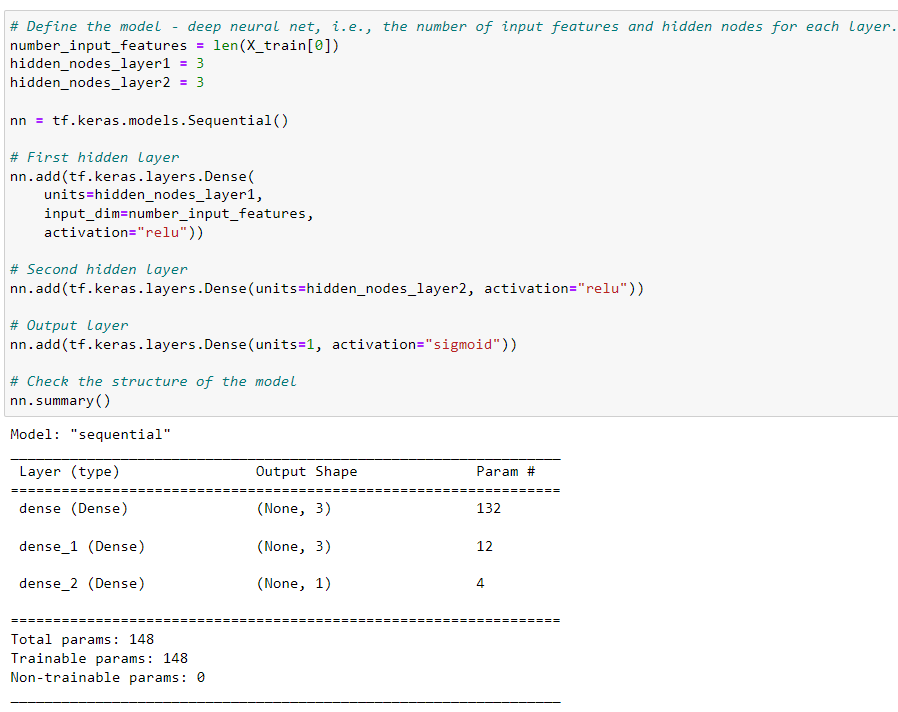 # Define the model - deep neural net, i.e., the number of input features and hidden nodes for each layer.
number_input_features = len(X_train[0])
hidden_nodes_layer1 = 3
hidden_nodes_layer2 = 3
nn = tf.keras.models.Sequential()
# First hidden layer
nn.add(tf.keras.layers.Dense(
    units=hidden_nodes_layer1,
    input_dim=number_input_features,
    activation="relu"))
# Second hidden layer
nn.add(tf.keras.layers.Dense(units=hidden_nodes_layer2, activation="relu"))
# Output layer
nn.add(tf.keras.layers.Dense(units=1, activation="sigmoid"))
# Check the structure of the model
nn.summary()
Model: "sequential"
_________________________________________________________________
Layer (type) Output Shape Param #
=================================================================
dense (Dense) (None, 3) 132
dense_1 (Dense) (None, 3) 12
dense_2 (Dense) (None, 1) 4
=================================================================
Total params: 148
Trainable params: 148
Non-trainable params: 0
_________________________________________________________________